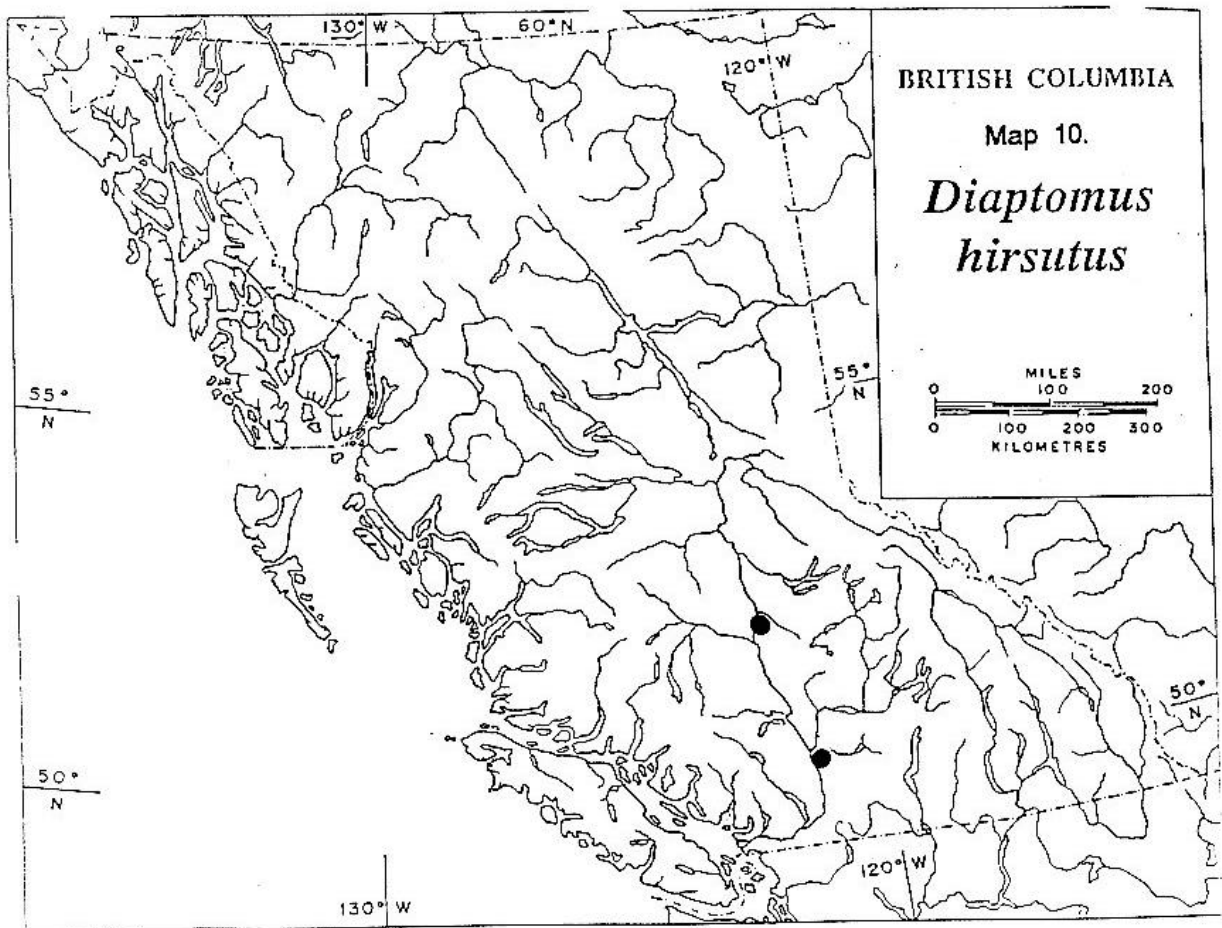 130° W
60° N
120° W
BRITISH COLUMBIA
Map 10.
Diaptomus
hirsutus
MILES
0 100 200
0 100 200 300
KILOMETRES
55°
N
55°
N
50°
N
50°
N
130° W
120° W